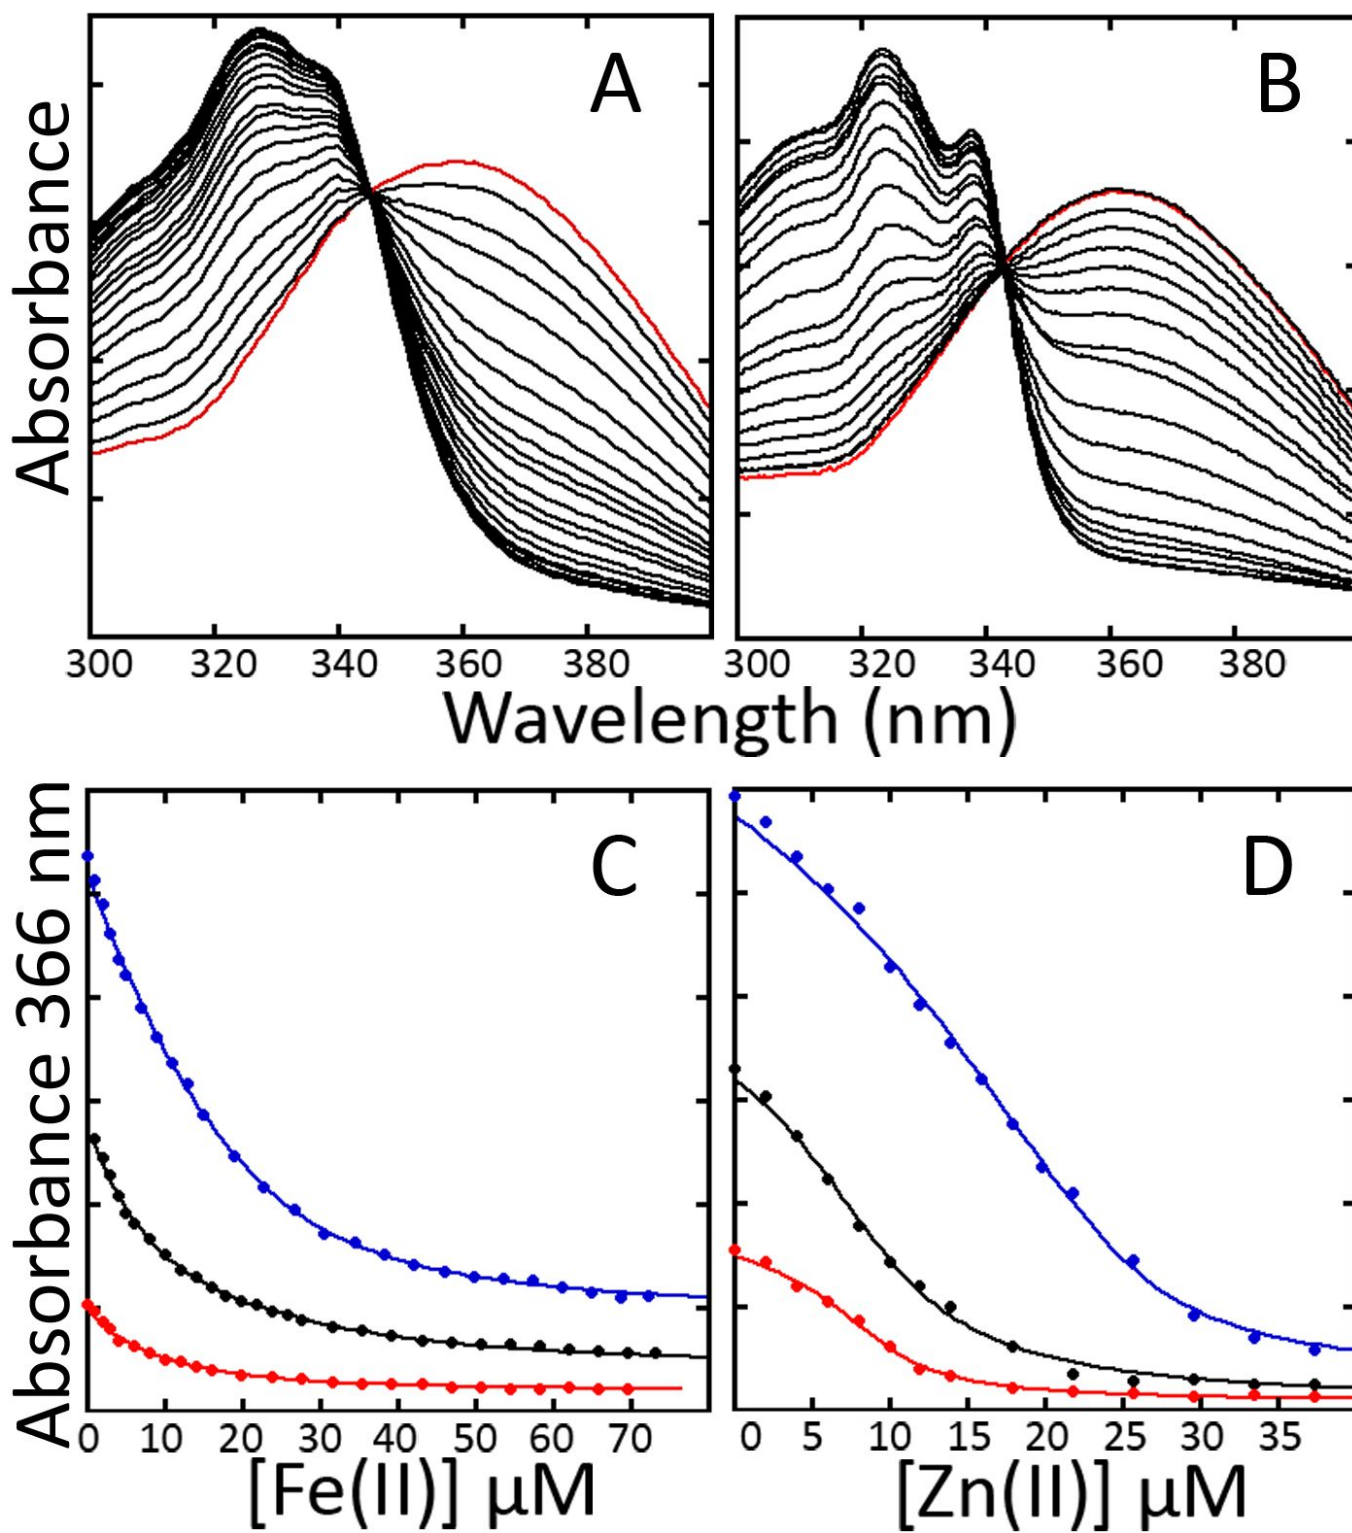 A
B
Absorbance
300 320 340 360 380
300 320 340 360 380
Wavelength (nm)
C
D
Absorbance 366 nm
0 10 20 30 40 50 60 70
0 5 10 15 20 25 30 35
[Fe(II)] μM
[Zn(II)] μM